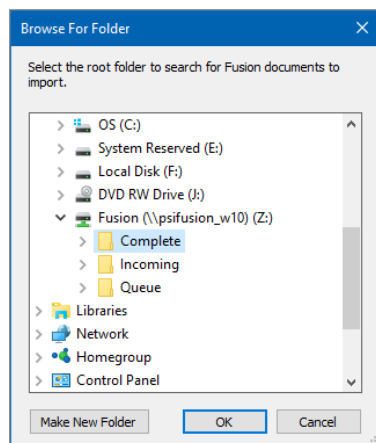 Browse For Folder
Select the root folder to search for Fusion documents to
import.
OS (C:)
System Reserved (E:)
Local Disk (F:)
DVD RW Drive (J:)
Fusion (\\psifusion_w10) (Z:)
Complete
Incoming
Queue
Libraries
Network
Homegroup
Control Panel
Make New Folder OK Cancel